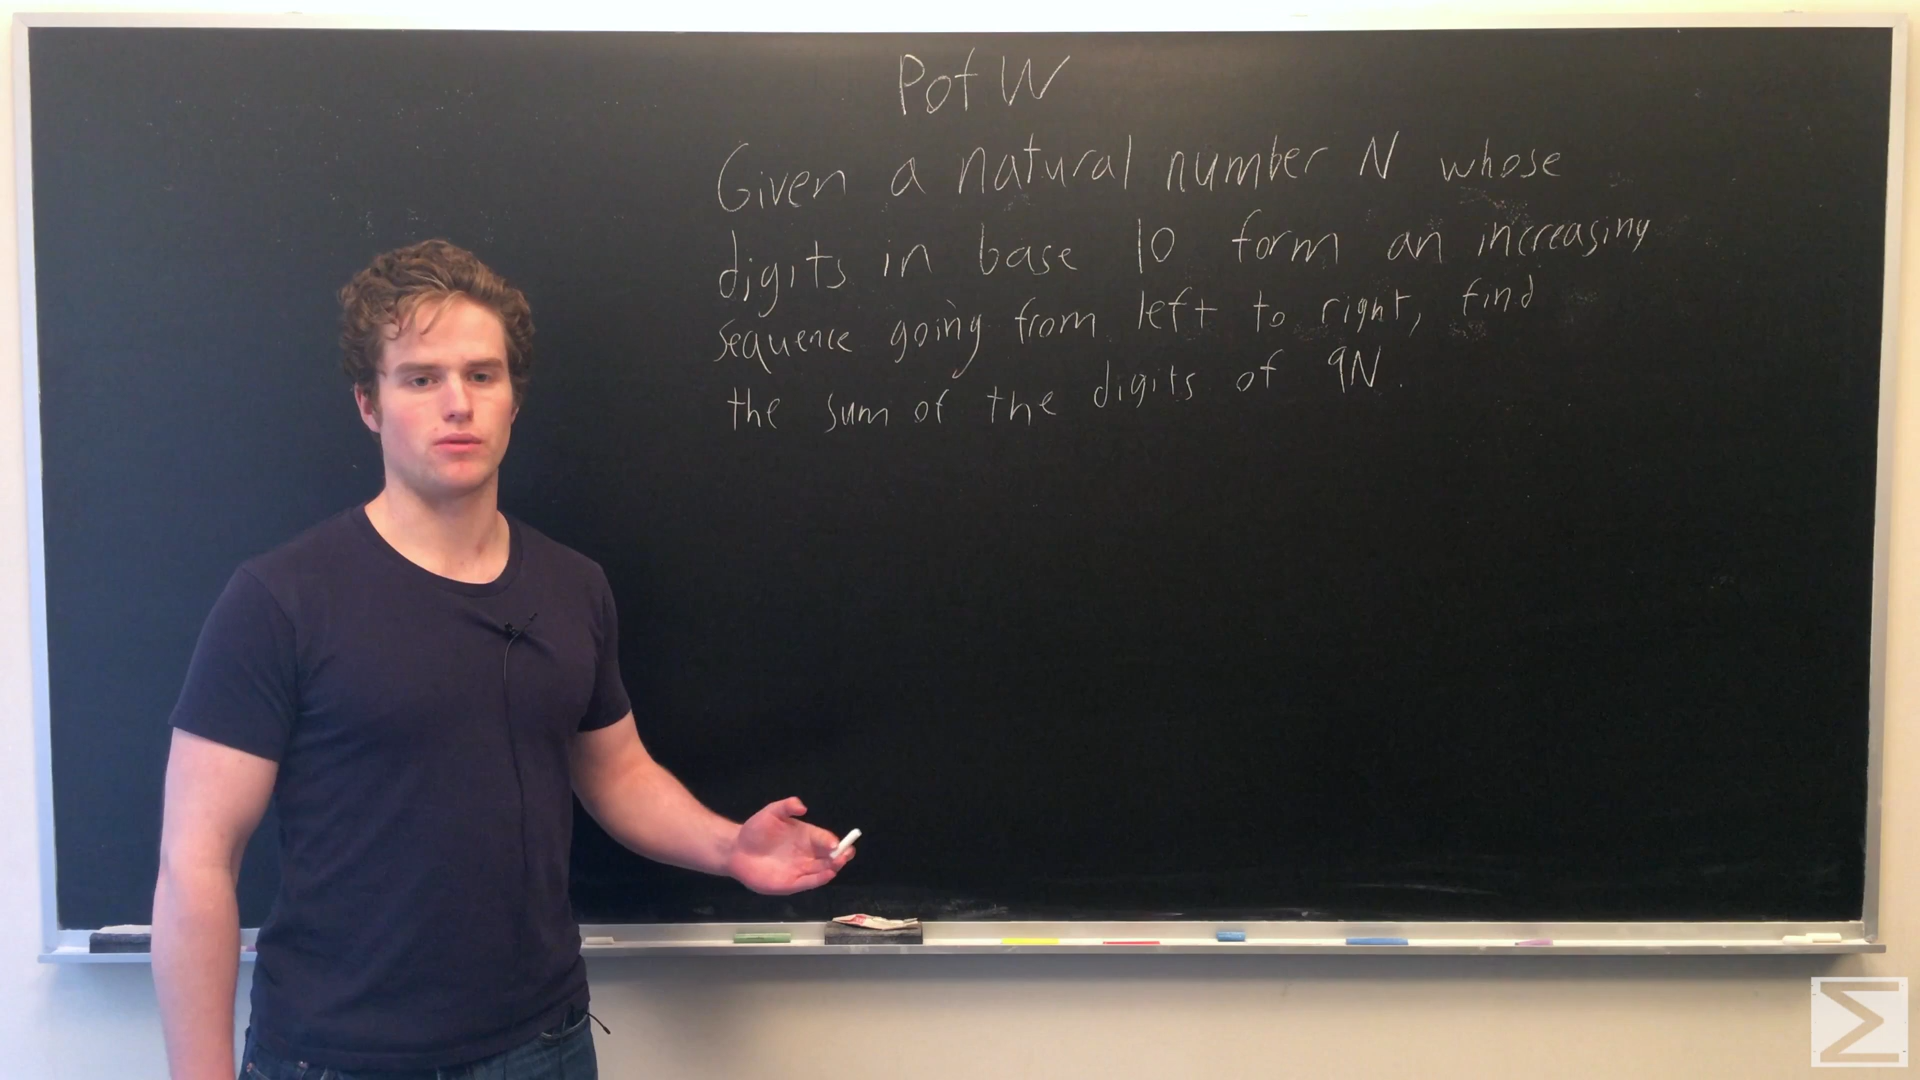 PofW
Given a natural number N whose
digits in base 10 form an increasing
sequence going from left to right, find
the sum of the digits of 9N.
Σ